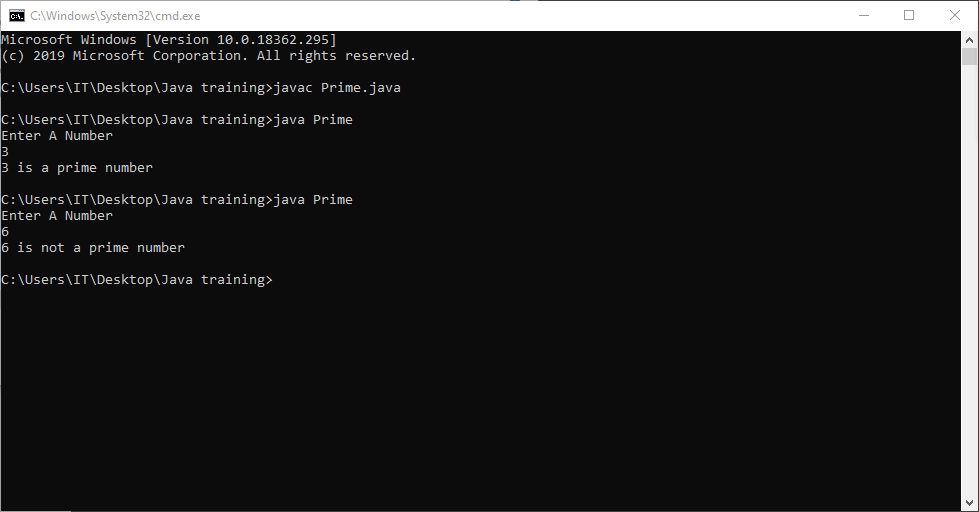 C:\Windows\System32\cmd.exe
Microsoft Windows [Version 10.0.18362.295]
(c) 2019 Microsoft Corporation. All rights reserved.
C:\Users\IT\Desktop\Java training>javac Prime.java
C:\Users\IT\Desktop\Java training>java Prime
Enter A Number
3
3 is a prime number
C:\Users\IT\Desktop\Java training>java Prime
Enter A Number
6
6 is not a prime number
C:\Users\IT\Desktop\Java training>